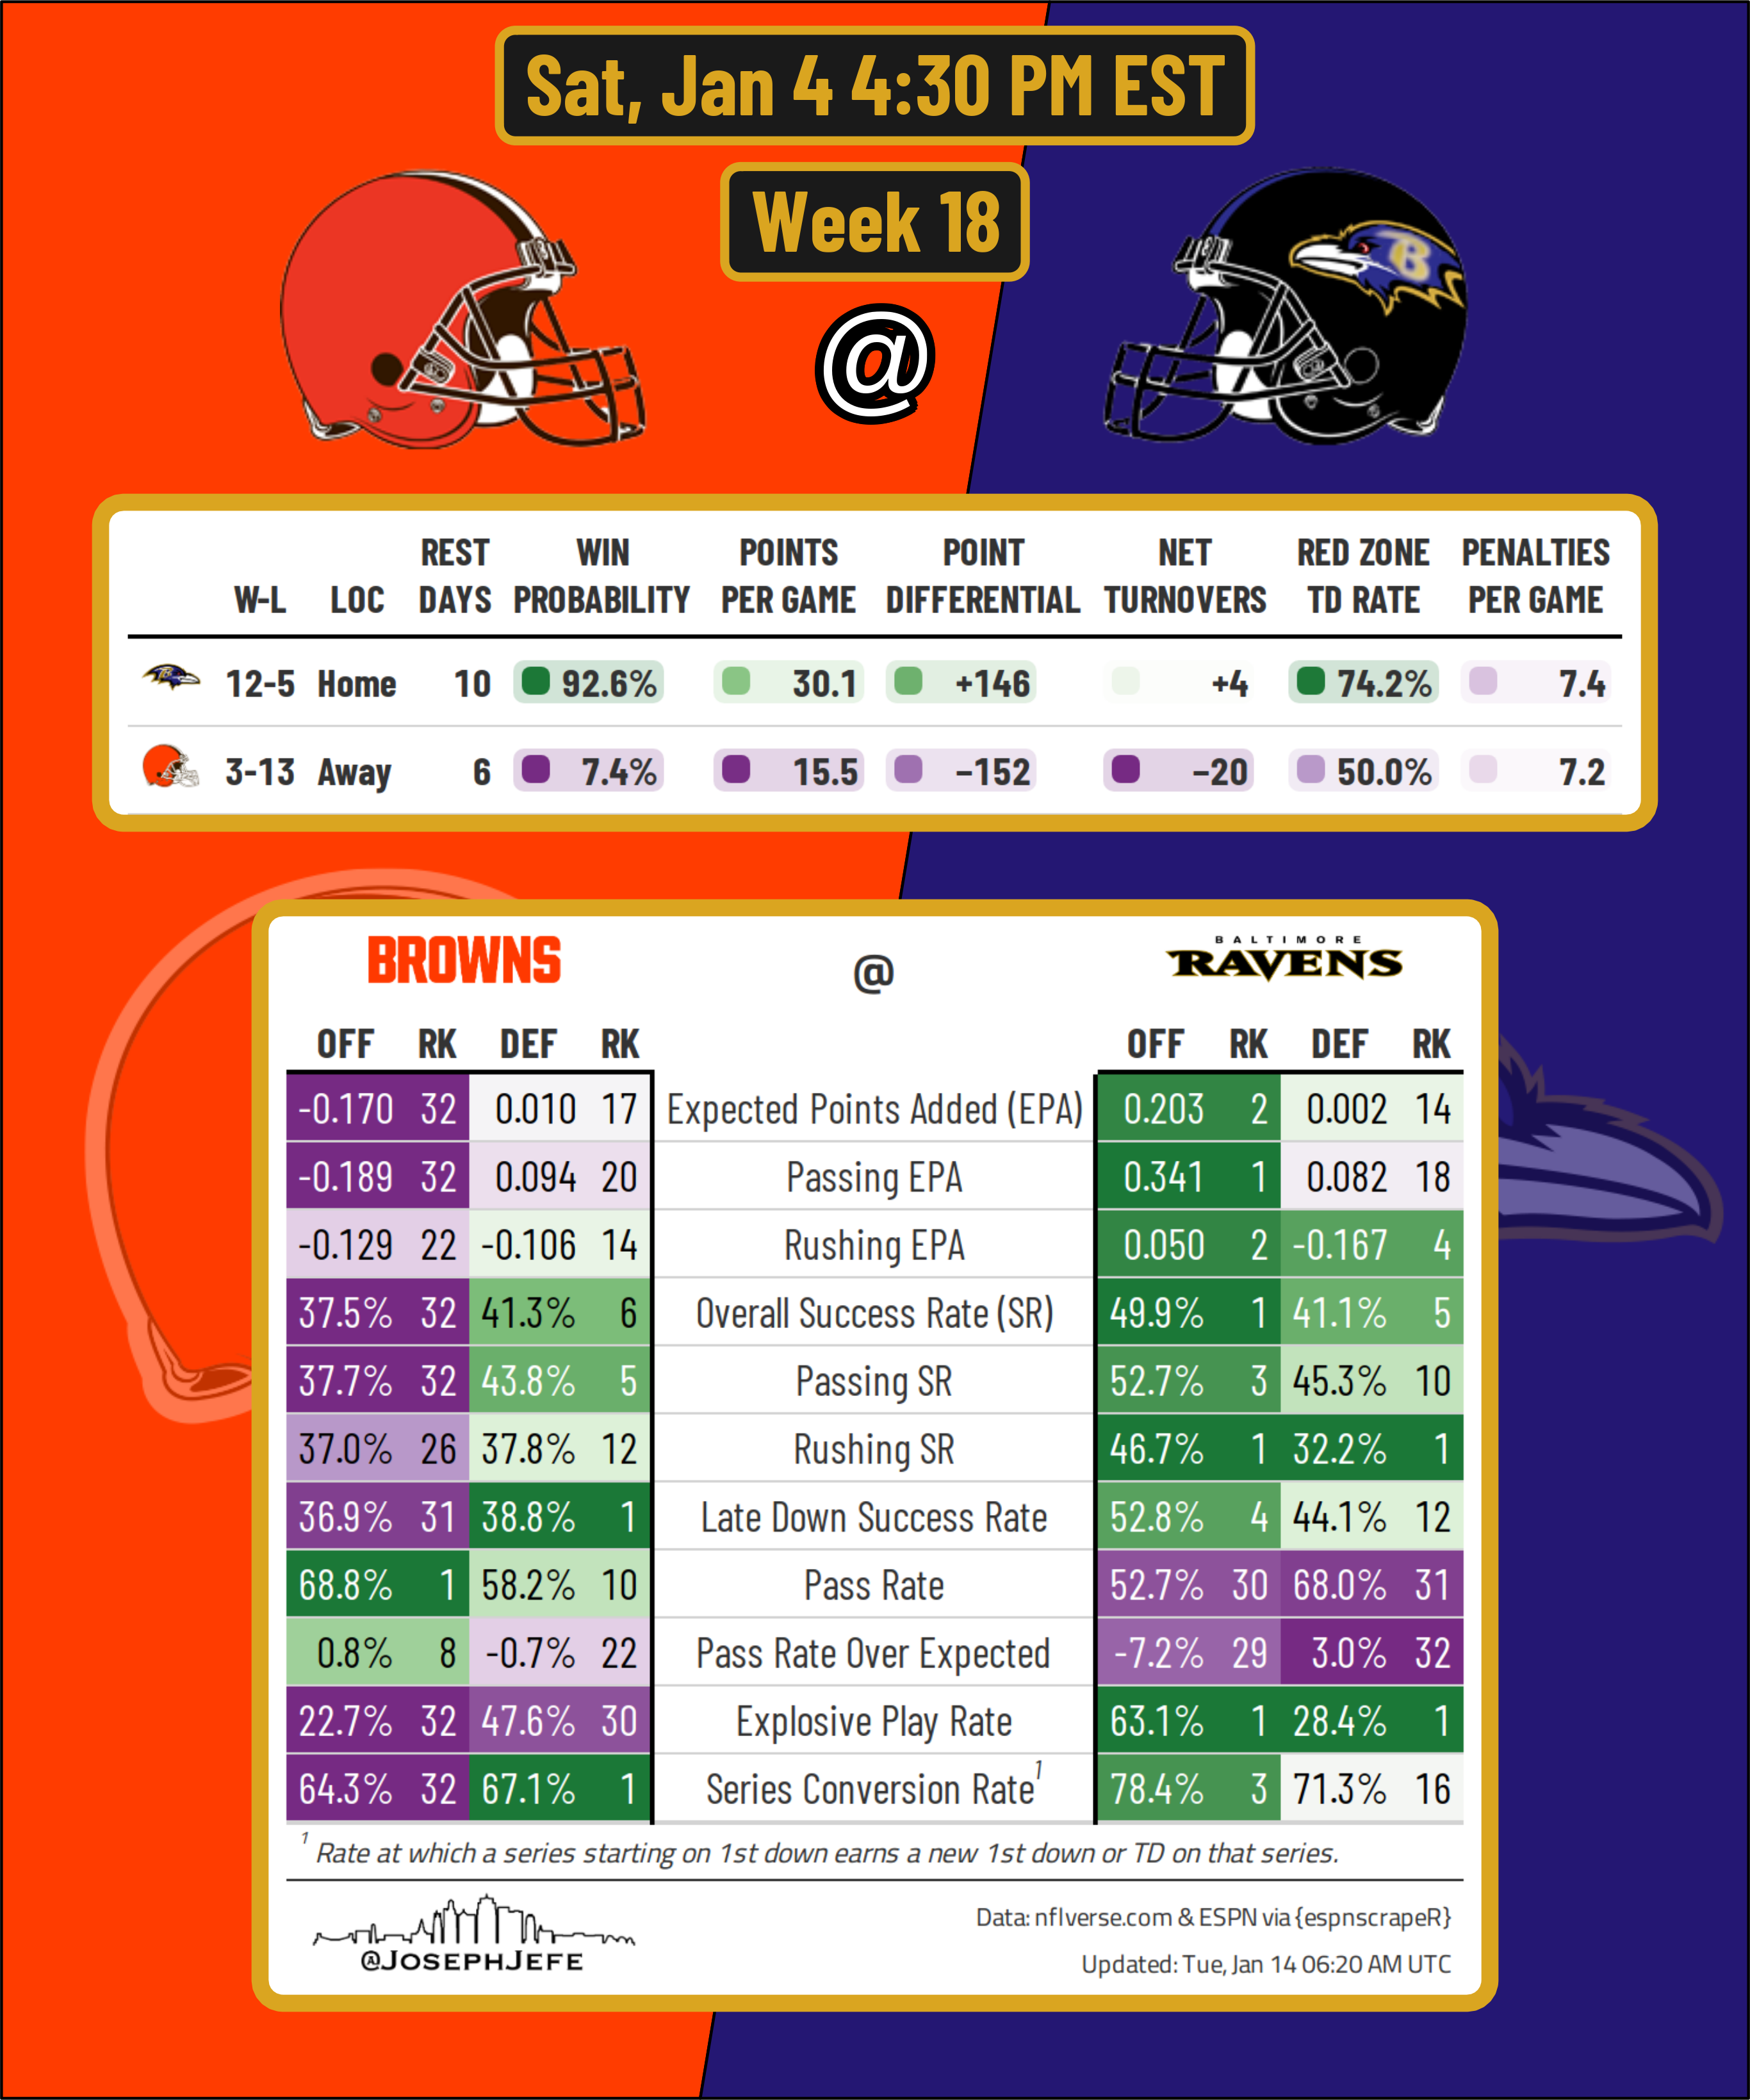 Sat, Jan 4 4:30 PM EST
Week 18
@
B
W-L LOC REST DAYS WIN PROBABILITY POINTS PER GAME POINT DIFFERENTIAL NET TURNOVERS RED ZONE TD RATE PENALTIES PER GAME
12-5 Home 10 92.6% 30.1 +146 +4 74.2% 7.4
3-13 Away 6 7.4% 15.5 −152 −20 50.0% 7.2
BROWNS @ BALTIMORE RAVENS
OFF RK DEF RK OFF RK DEF RK
-0.170 32 0.010 17 Expected Points Added (EPA) 0.203 2 0.002 14
-0.189 32 0.094 20 Passing EPA 0.341 1 0.082 18
-0.129 22 -0.106 14 Rushing EPA 0.050 2 -0.167 4
37.5% 32 41.3% 6 Overall Success Rate (SR) 49.9% 1 41.1% 5
37.7% 32 43.8% 5 Passing SR 52.7% 3 45.3% 10
37.0% 26 37.8% 12 Rushing SR 46.7% 1 32.2% 1
36.9% 31 38.8% 1 Late Down Success Rate 52.8% 4 44.1% 12
68.8% 1 58.2% 10 Pass Rate 52.7% 30 68.0% 31
0.8% 8 -0.7% 22 Pass Rate Over Expected -7.2% 29 3.0% 32
22.7% 32 47.6% 30 Explosive Play Rate 63.1% 1 28.4% 1
64.3% 32 67.1% 1 Series Conversion Rate¹ 78.4% 3 71.3% 16
¹ Rate at which a series starting on 1st down earns a new 1st down or TD on that series.
@JOSEPHJEFE
Data: nflverse.com & ESPN via {espnscrapeR}
Updated: Tue, Jan 14 06:20 AM UTC